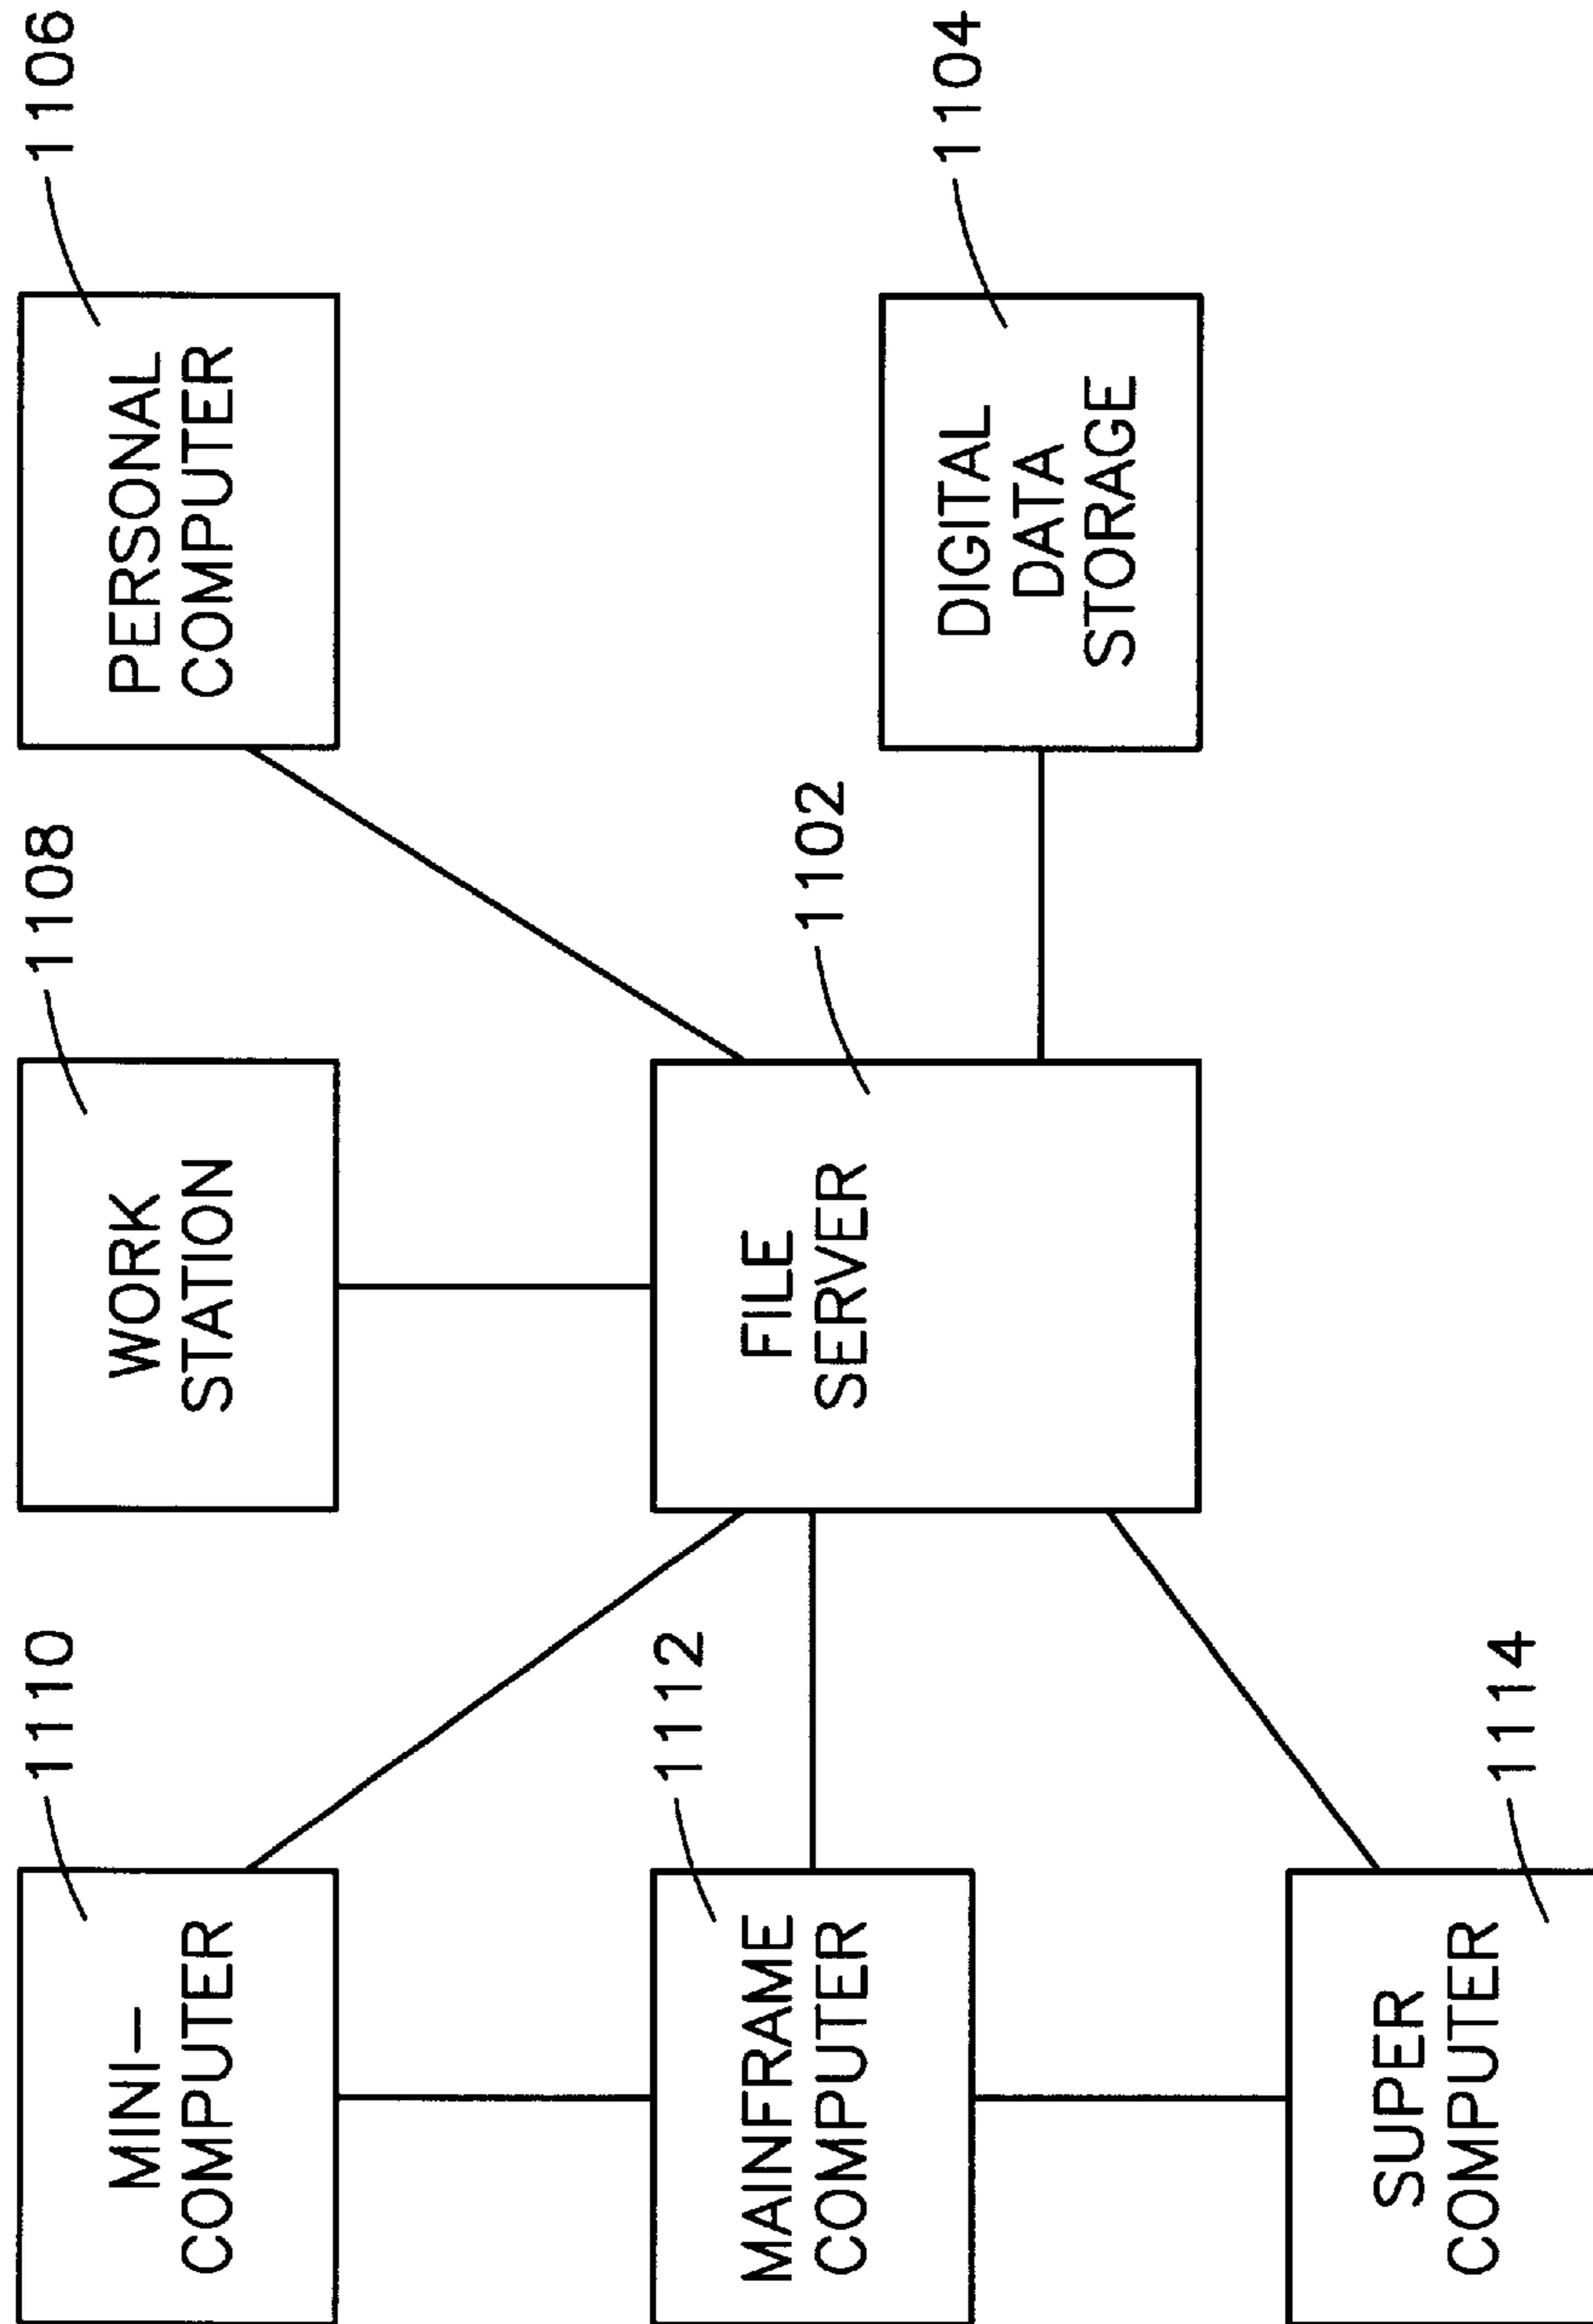 1110
MINI-
COMPUTER
1108
WORK
STATION
1106
PERSONAL
COMPUTER
1112
MAINFRAME
COMPUTER
1102
FILE
SERVER
1104
DIGITAL
DATA
STORAGE
1114
SUPER
COMPUTER